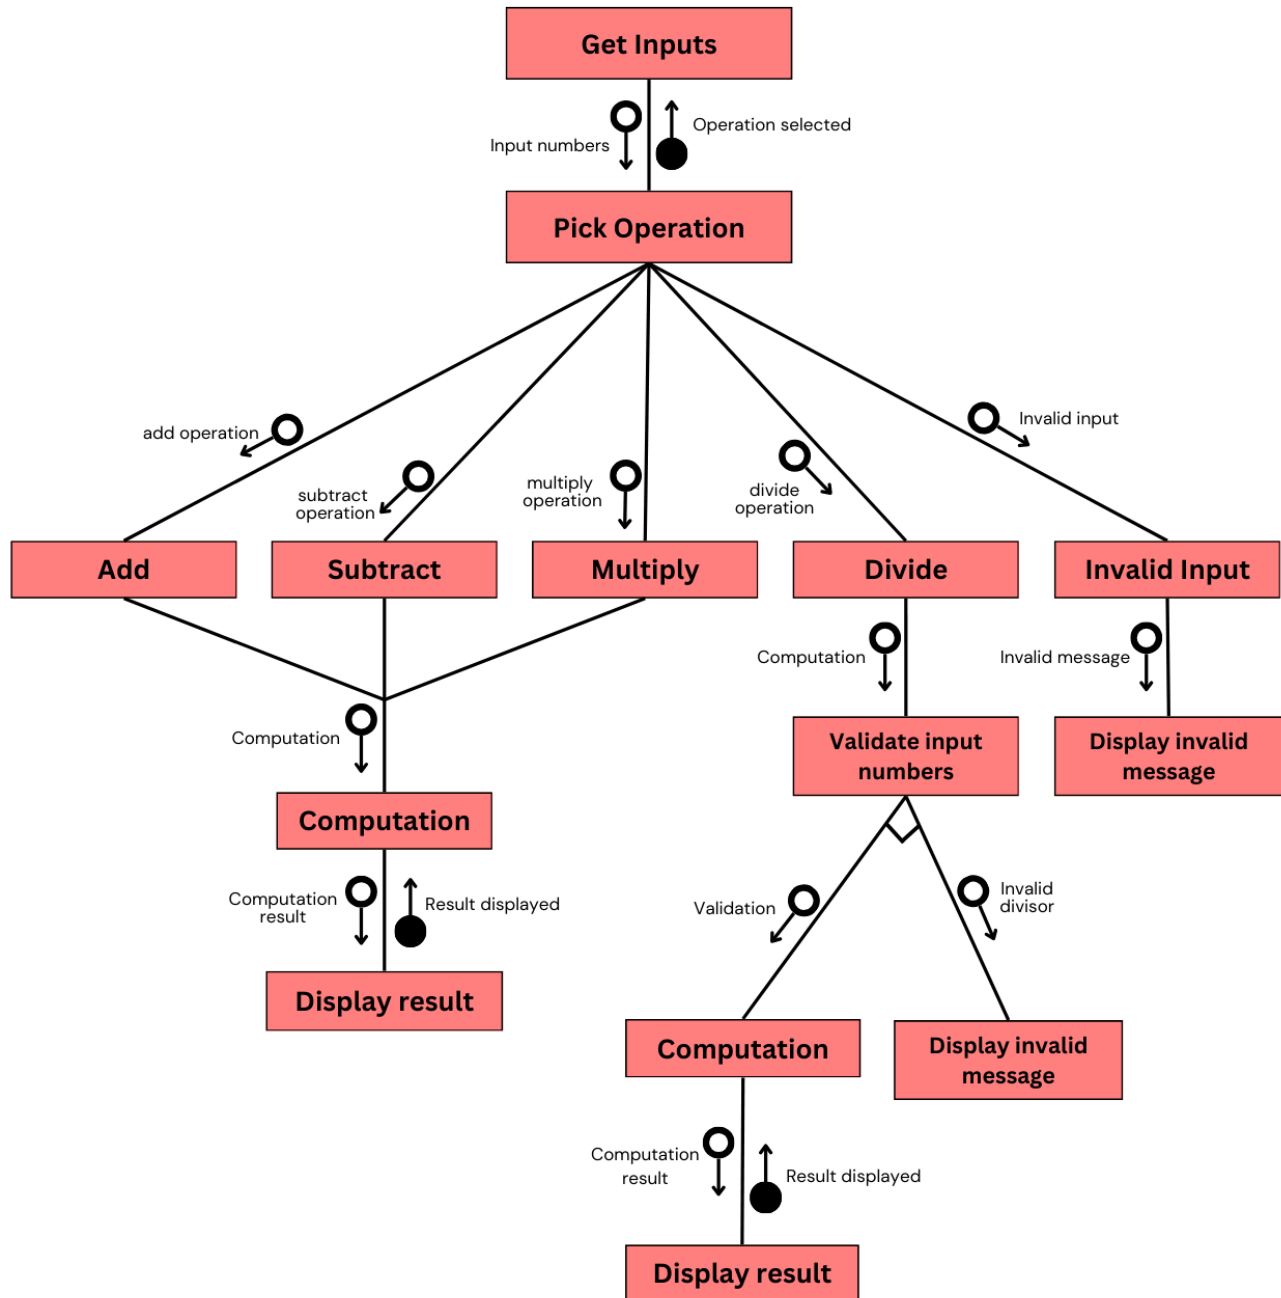 Get Inputs
Operation selected
Input numbers
Pick Operation
add operation
subtract
operation
multiply
operation
divide
operation
Invalid input
Add
Subtract
Multiply
Divide
Invalid Input
Computation
Computation
Invalid message
Validate input
numbers
Display invalid
message
Computation
Computation
result
Result displayed
Display result
Validation
Invalid
divisor
Computation
Display invalid
message
Computation
result
Result displayed
Display result